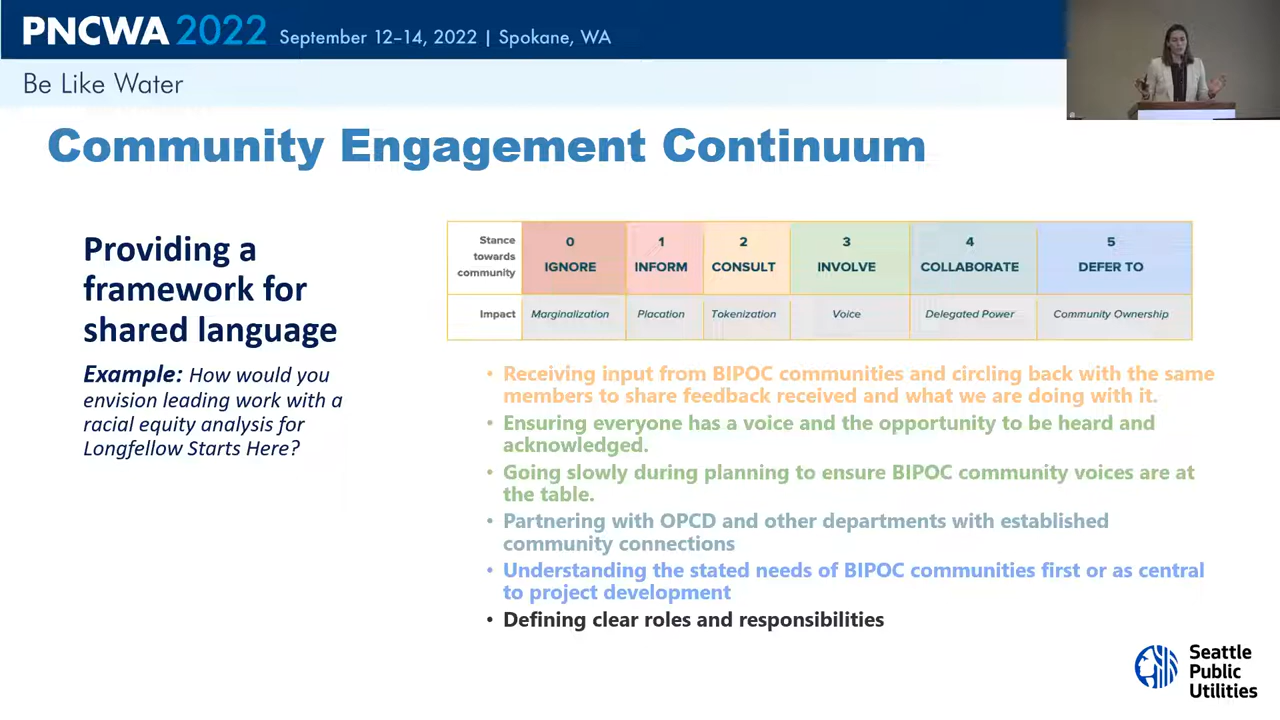 PNCWA 2022 September 12–14, 2022 | Spokane, WA
Be Like Water
Community Engagement Continuum
Providing a
framework for
shared language
Example: How would you
envision leading work with a
racial equity analysis for
Longfellow Starts Here?
Stance
towards
community
0
IGNORE
1
INFORM
2
CONSULT
3
INVOLVE
4
COLLABORATE
5
DEFER TO
Impact
Marginalization
Placation
Tokenization
Voice
Delegated Power
Community Ownership
• Receiving input from BIPOC communities and circling back with the same
members to share feedback received and what we are doing with it.
• Ensuring everyone has a voice and the opportunity to be heard and
acknowledged.
• Going slowly during planning to ensure BIPOC community voices are at
the table.
• Partnering with OPCD and other departments with established
community connections
• Understanding the stated needs of BIPOC communities first or as central
to project development
• Defining clear roles and responsibilities
Seattle
Public
Utilities